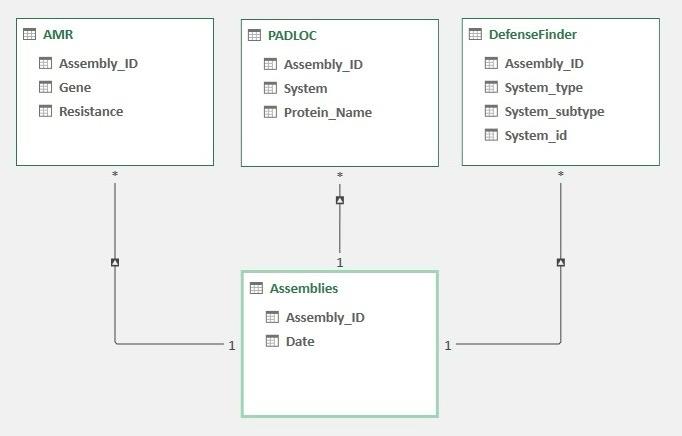 AMR
Assembly_ID
Gene
Resistance
PADLOC
Assembly_ID
System
Protein_Name
DefenseFinder
Assembly_ID
System_type
System_subtype
System_id
*
*
*
1
Assemblies
Assembly_ID
Date
1
1